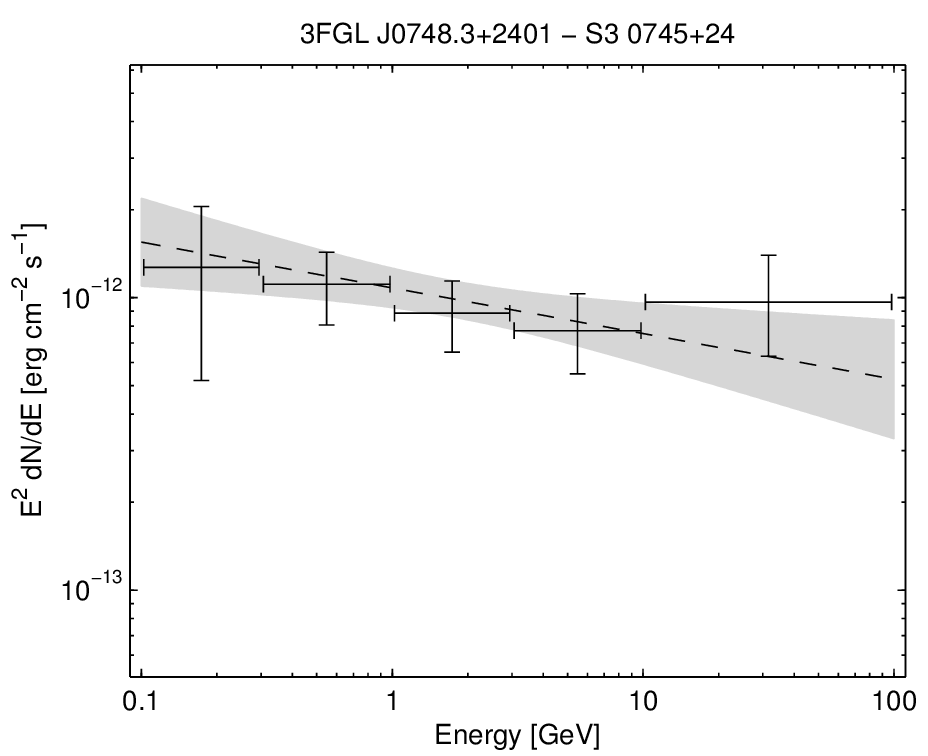 3FGL J0748.3+2401 − S3 0745+24
E² dN/dE [erg cm⁻² s⁻¹]
10⁻¹²
10⁻¹³
0.1 1 10 100
Energy [GeV]